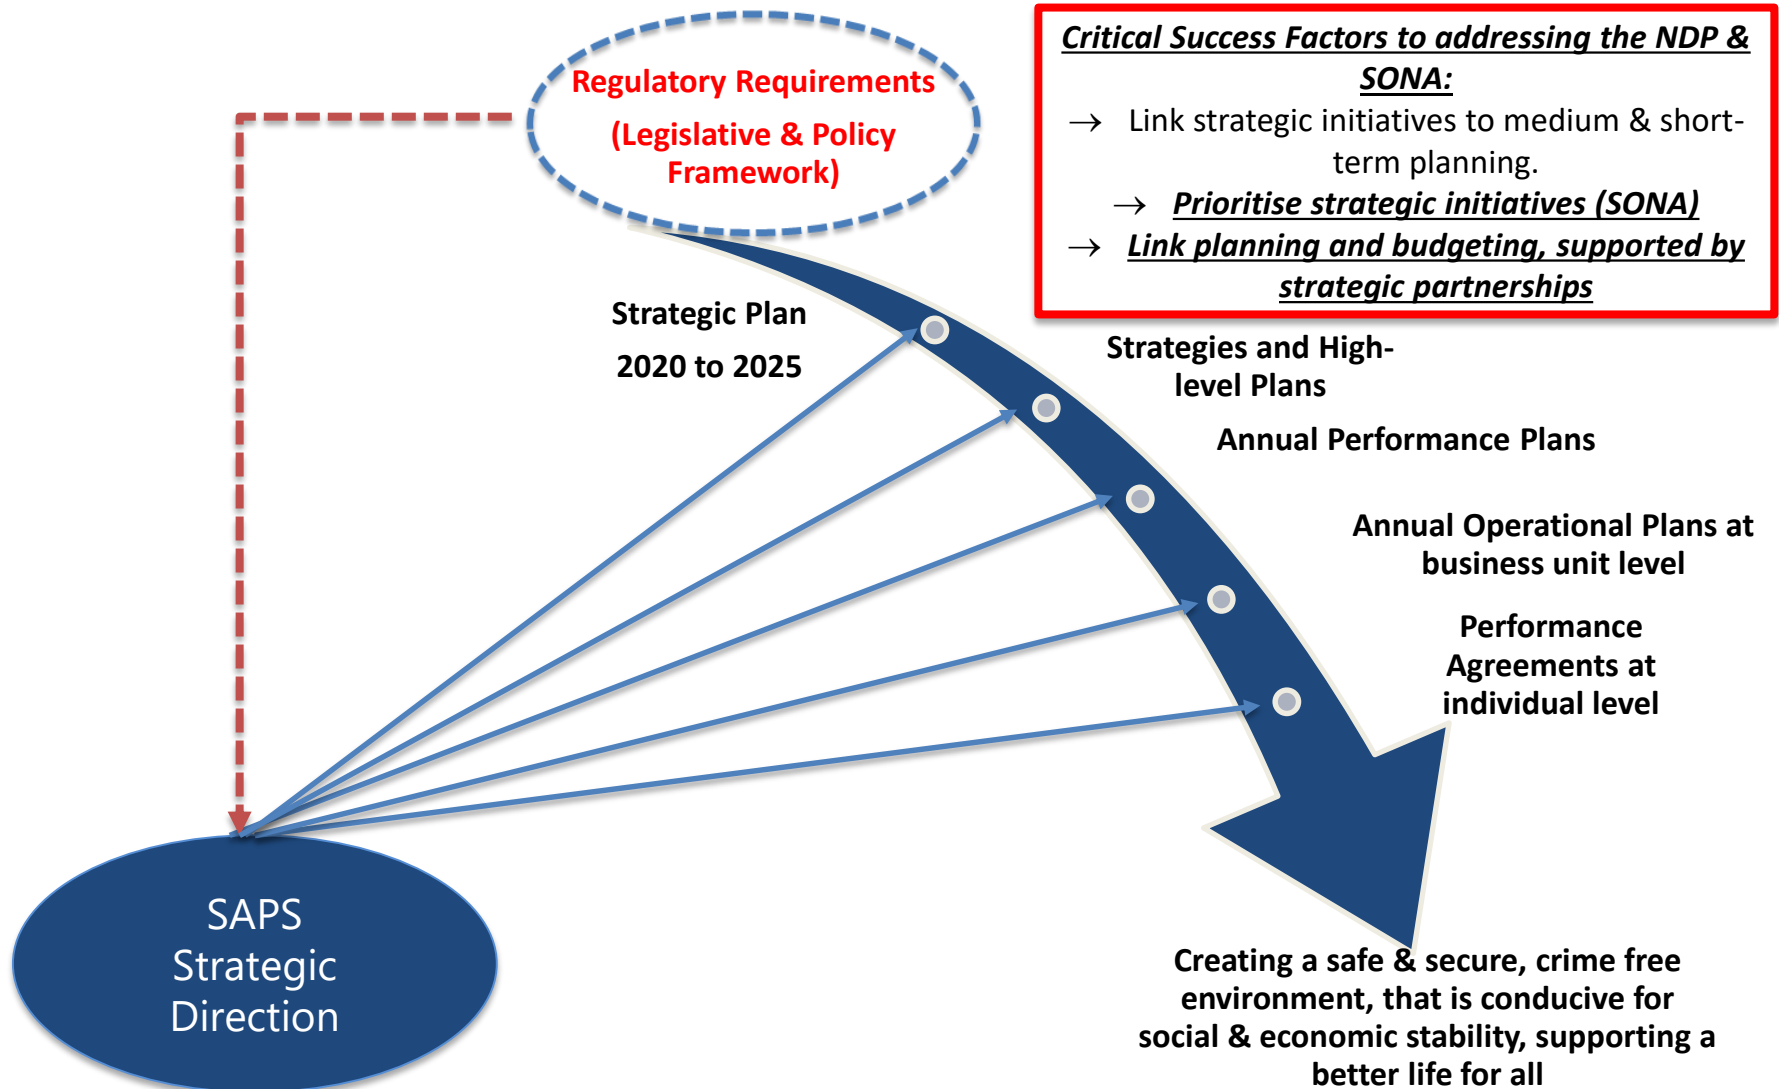 Regulatory Requirements
(Legislative & Policy
Framework)
Critical Success Factors to addressing the NDP &
SONA:
→ Link strategic initiatives to medium & short-
term planning.
→ Prioritise strategic initiatives (SONA)
→ Link planning and budgeting, supported by
strategic partnerships
Strategic Plan
2020 to 2025
Strategies and High-
level Plans
Annual Performance Plans
Annual Operational Plans at
business unit level
Performance
Agreements at
individual level
SAPS
Strategic
Direction
Creating a safe & secure, crime free
environment, that is conducive for
social & economic stability, supporting a
better life for all